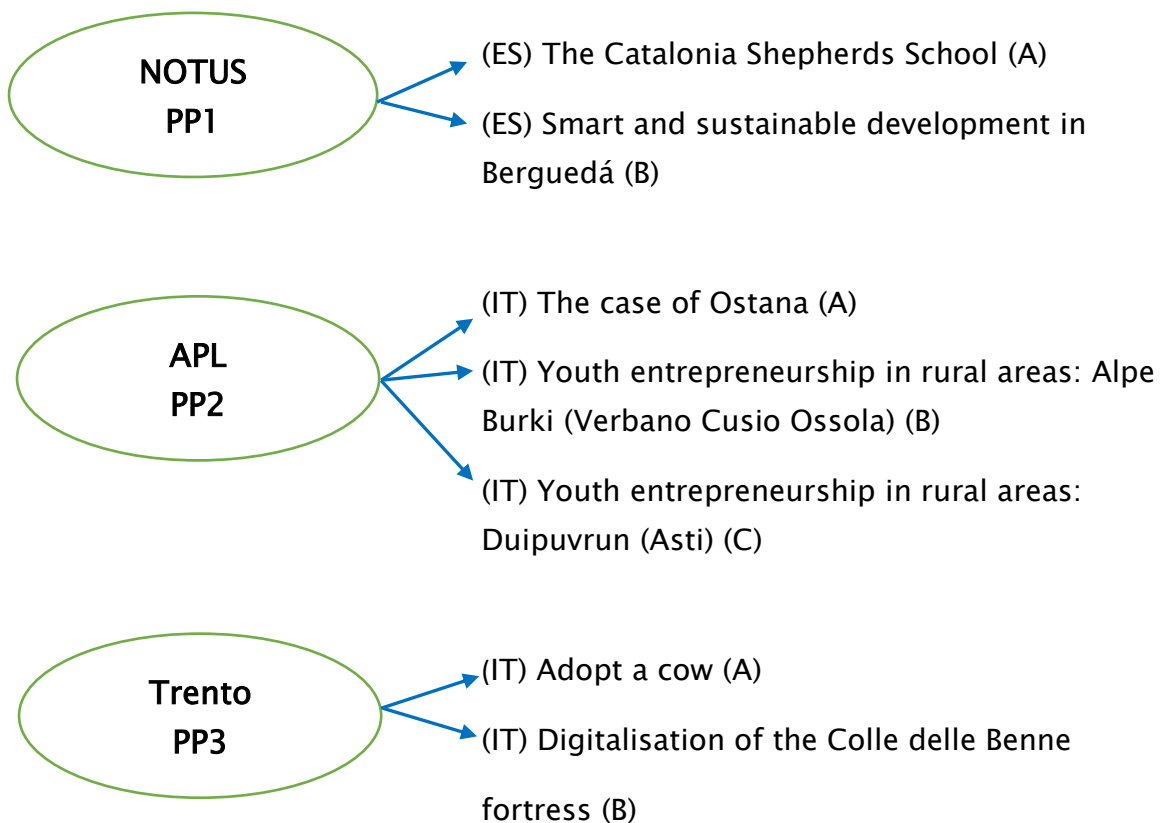 NOTUS
PP1
(ES) The Catalonia Shepherds School (A)
(ES) Smart and sustainable development in
Berguedá (B)
APL
PP2
(IT) The case of Ostana (A)
(IT) Youth entrepreneurship in rural areas: Alpe
Burki (Verbano Cusio Ossola) (B)
(IT) Youth entrepreneurship in rural areas:
Duipuvrun (Asti) (C)
Trento
PP3
(IT) Adopt a cow (A)
(IT) Digitalisation of the Colle delle Benne
fortress (B)